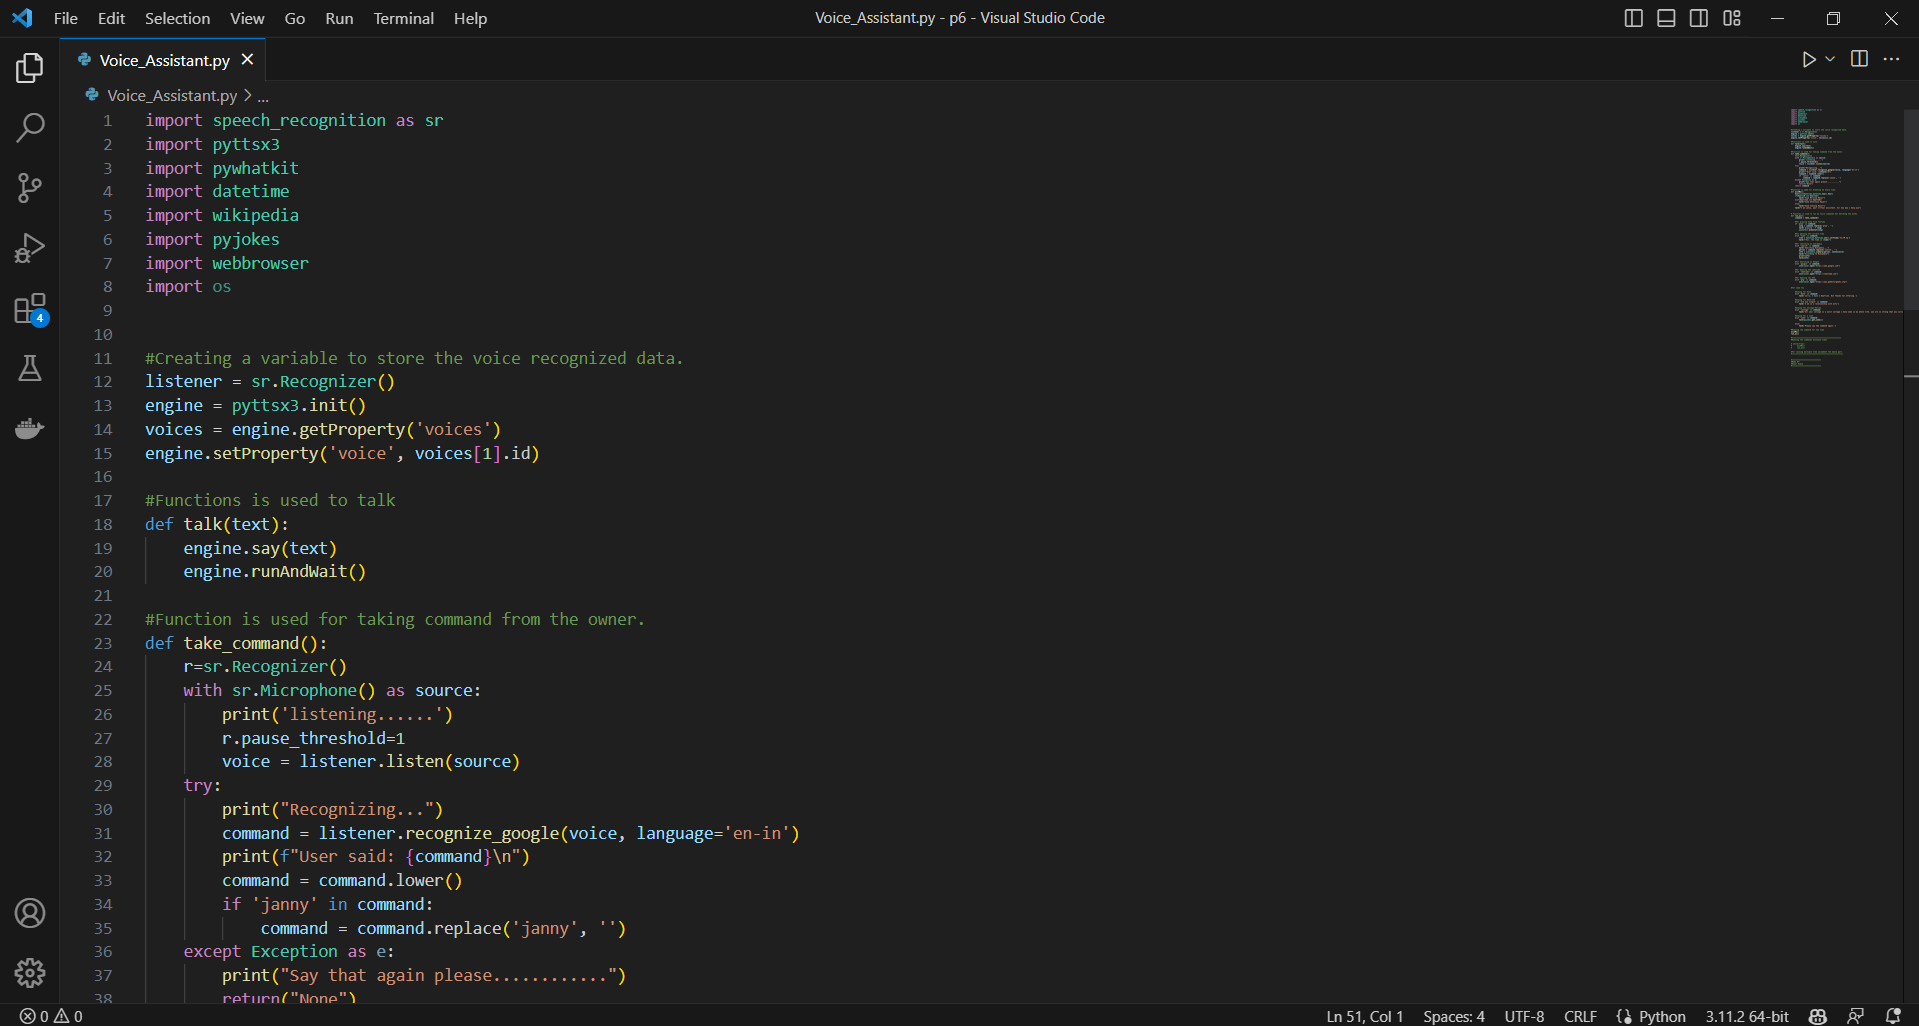 File Edit Selection View Go Run Terminal Help
Voice_Assistant.py - p6 - Visual Studio Code
Voice_Assistant.py
Voice_Assistant.py > ...
1 import speech_recognition as sr
2 import pyttsx3
3 import pywhatkit
4 import datetime
5 import wikipedia
6 import pyjokes
7 import webbrowser
8 import os
9
10
11 #Creating a variable to store the voice recognized data.
12 listener = sr.Recognizer()
13 engine = pyttsx3.init()
14 voices = engine.getProperty('voices')
15 engine.setProperty('voice', voices[1].id)
16
17 #Functions is used to talk
18 def talk(text):
19     engine.say(text)
20     engine.runAndWait()
21
22 #Function is used for taking command from the owner.
23 def take_command():
24     r=sr.Recognizer()
25     with sr.Microphone() as source:
26         print('listening......')
27         r.pause_threshold=1
28         voice = listener.listen(source)
29     try:
30         print("Recognizing...")
31         command = listener.recognize_google(voice, language='en-in')
32         print(f"User said: {command}\n")
33         command = command.lower()
34         if 'janny' in command:
35             command = command.replace('janny', '')
36     except Exception as e:
37         print("Say that again please............")
38         return("None")
4
0 0
Ln 51, Col 1 Spaces: 4 UTF-8 CRLF Python 3.11.2 64-bit